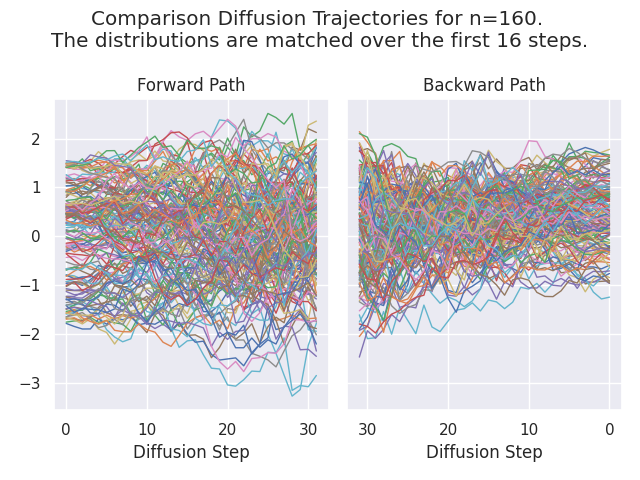 Comparison Diffusion Trajectories for n=160.
The distributions are matched over the first 16 steps.
Forward Path
Backward Path
2
1
0
−1
−2
−3
0 10 20 30
30 20 10 0
Diffusion Step
Diffusion Step